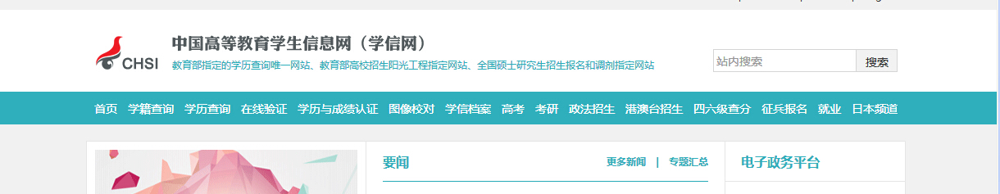 中国高等教育学生信息网（学信网）
CHSI
教育部指定的学历查询唯一网站、教育部高校招生阳光工程指定网站、全国硕士研究生招生报名和调剂指定网站
站内搜索 搜索
首页 学籍查询 学历查询 在线验证 学历与成绩认证 图像校对 学信档案 高考 考研 政法招生 港澳台招生 四六级查分 征兵报名 就业 日本频道
要闻 更多新闻 | 专题汇总 电子政务平台